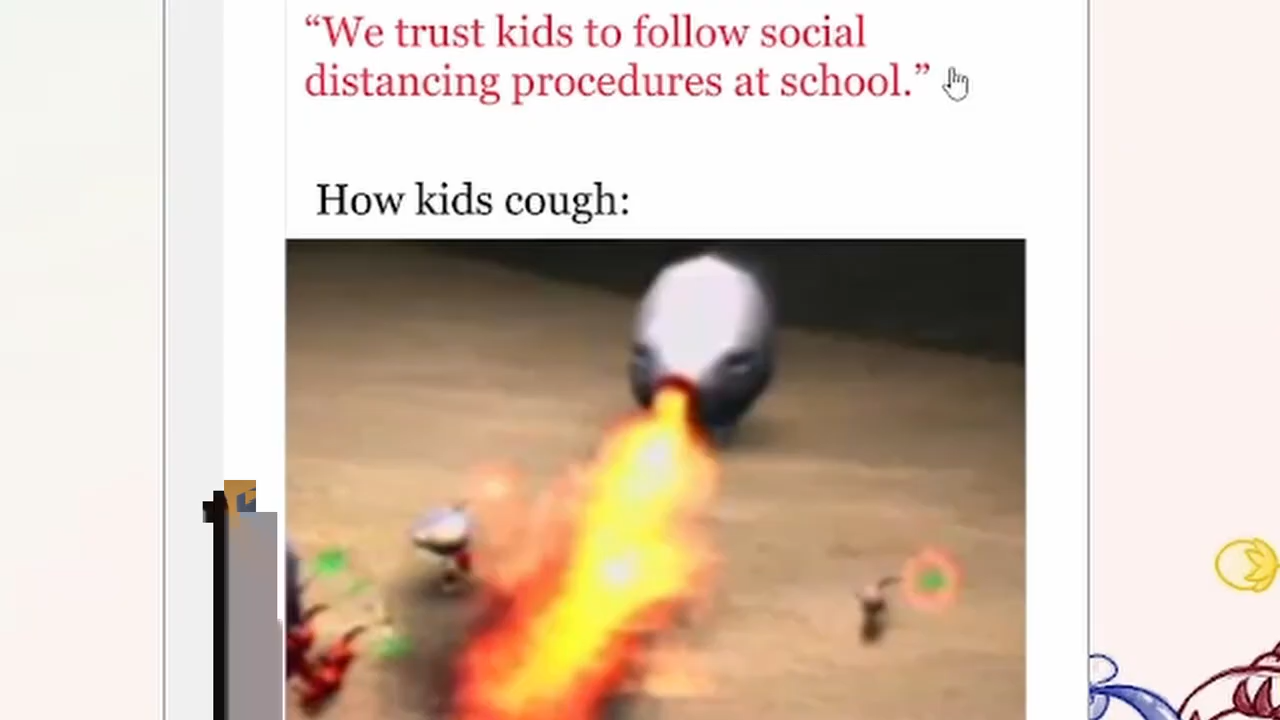 “We trust kids to follow social
distancing procedures at school.”
How kids cough: